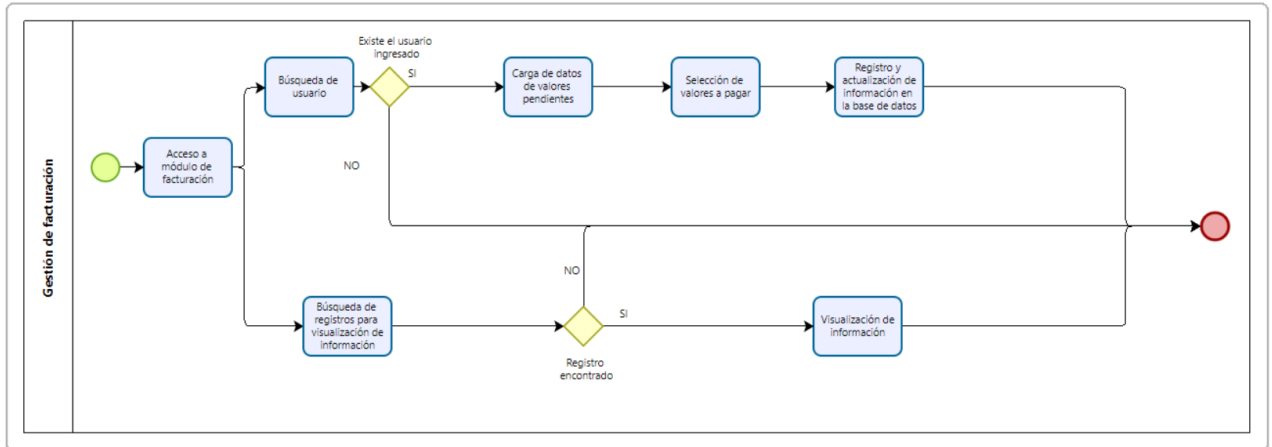 Gestión de facturación
Acceso a
módulo de
facturación
Búsqueda de
usuario
Existe el usuario
ingresado
SI
NO
Carga de datos
de valores
pendientes
Selección de
valores a pagar
Registro y
actualización de
información en
la base de datos
Búsqueda de
registros para
visualización de
información
NO
SI
Registro
encontrado
Visualización de
información